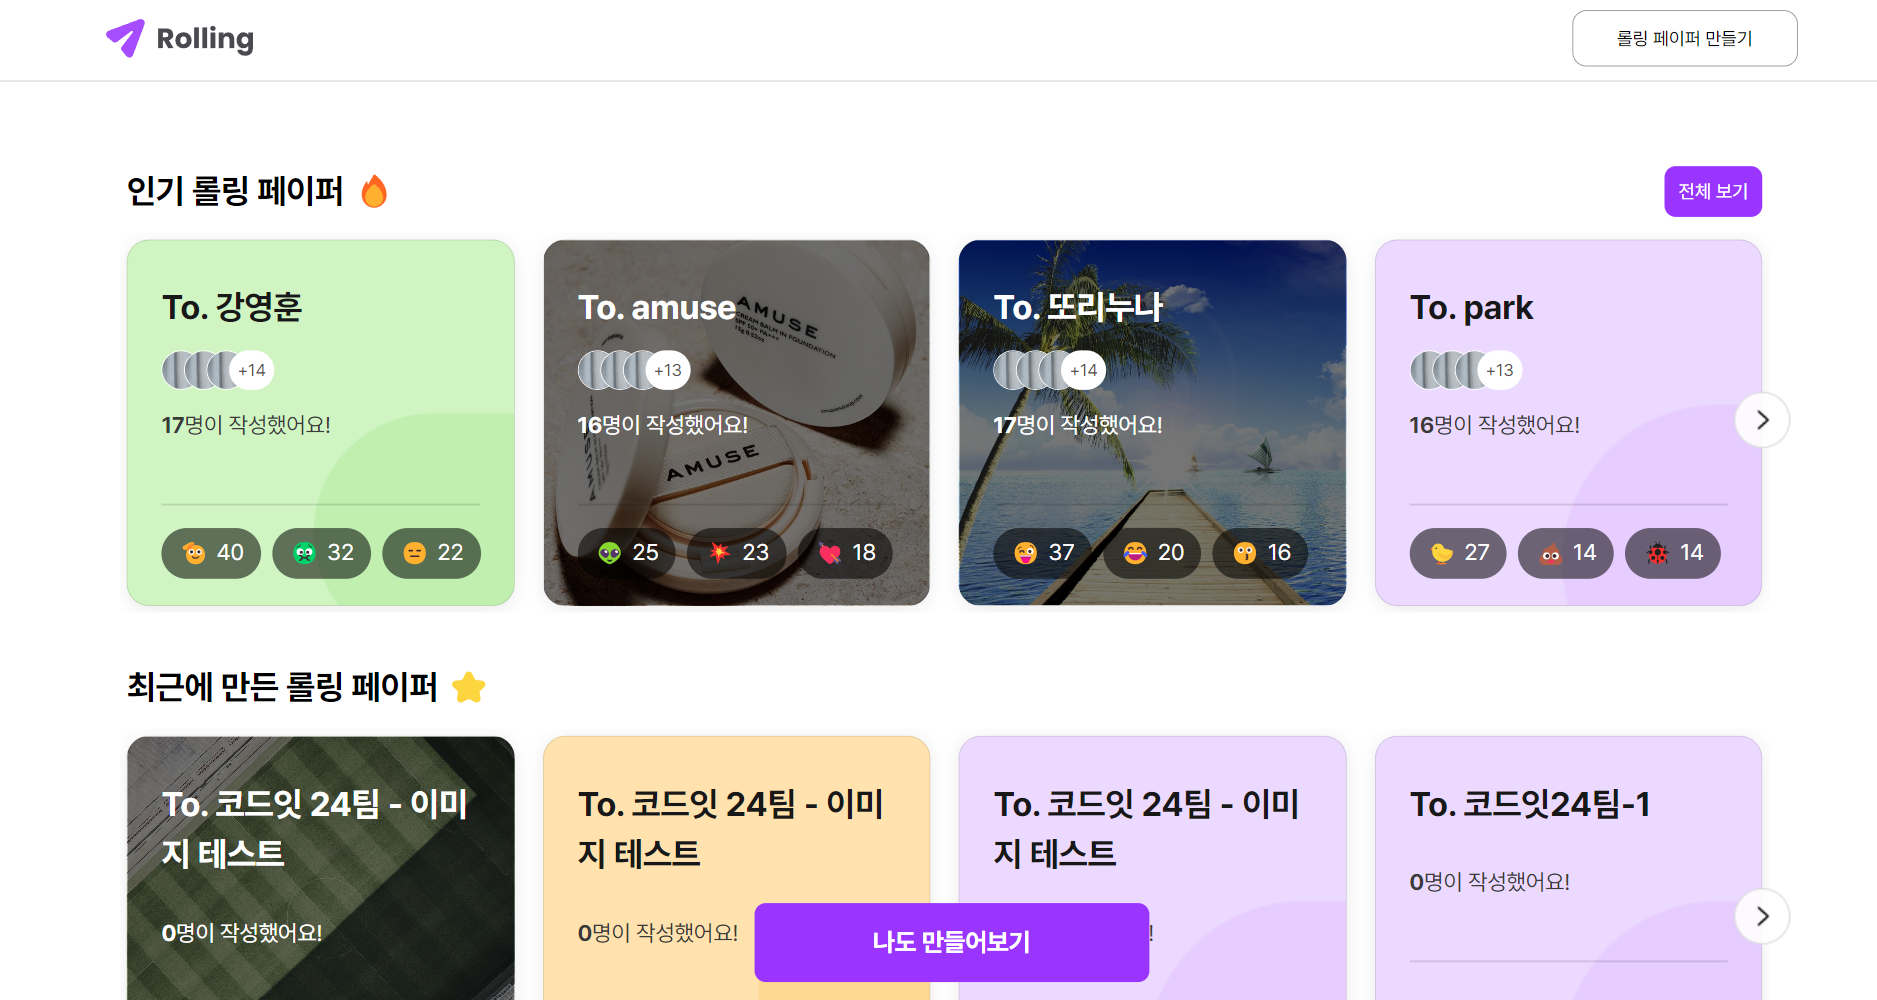 Rolling
롤링 페이퍼 만들기
인기 롤링 페이퍼 🔥
전체 보기
To. 강영훈
+14
17명이 작성했어요!
🫡 40
🤢 32
😑 22
To. amuse
AMUSE
CREAM BALM IN FOUNDATION
SPF 50+ PA+++
AMUSE
+13
16명이 작성했어요!
👽 25
💥 23
💘 18
To. 또리누나
+14
17명이 작성했어요!
😜 37
😂 20
😗 16
To. park
+13
16명이 작성했어요!
🐤 27
💩 14
🐞 14
최근에 만든 롤링 페이퍼 ⭐
To. 코드잇 24팀 - 이미
지 테스트
0명이 작성했어요!
To. 코드잇 24팀 - 이미
지 테스트
0명이 작성했어요!
To. 코드잇 24팀 - 이미
지 테스트
!
To. 코드잇24팀-1
0명이 작성했어요!
나도 만들어보기